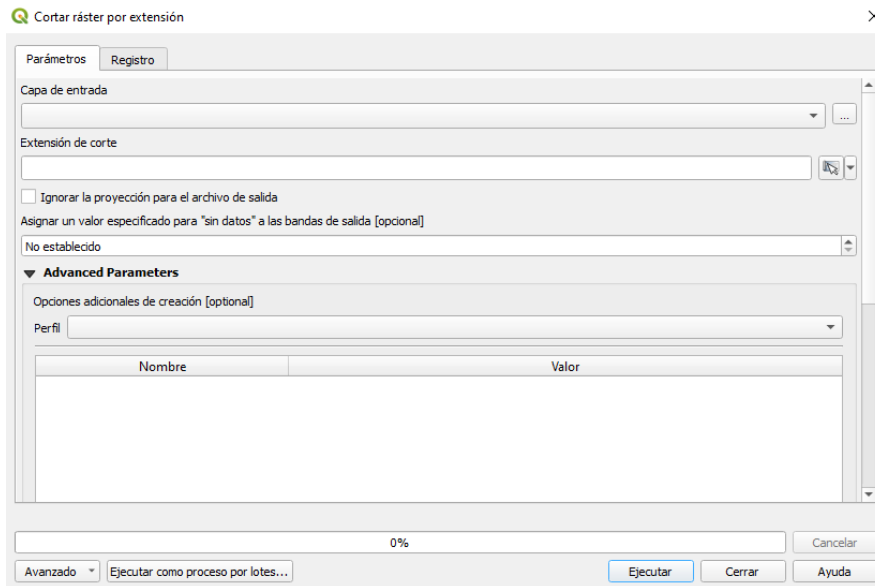 Cortar ráster por extensión
Parámetros Registro
Capa de entrada
...
Extensión de corte
Ignorar la proyección para el archivo de salida
Asignar un valor especificado para "sin datos" a las bandas de salida [opcional]
No establecido
Advanced Parameters
Opciones adicionales de creación [optional]
Perfil
Nombre Valor
0% Cancelar
Avanzado Ejecutar como proceso por lotes... Ejecutar Cerrar Ayuda